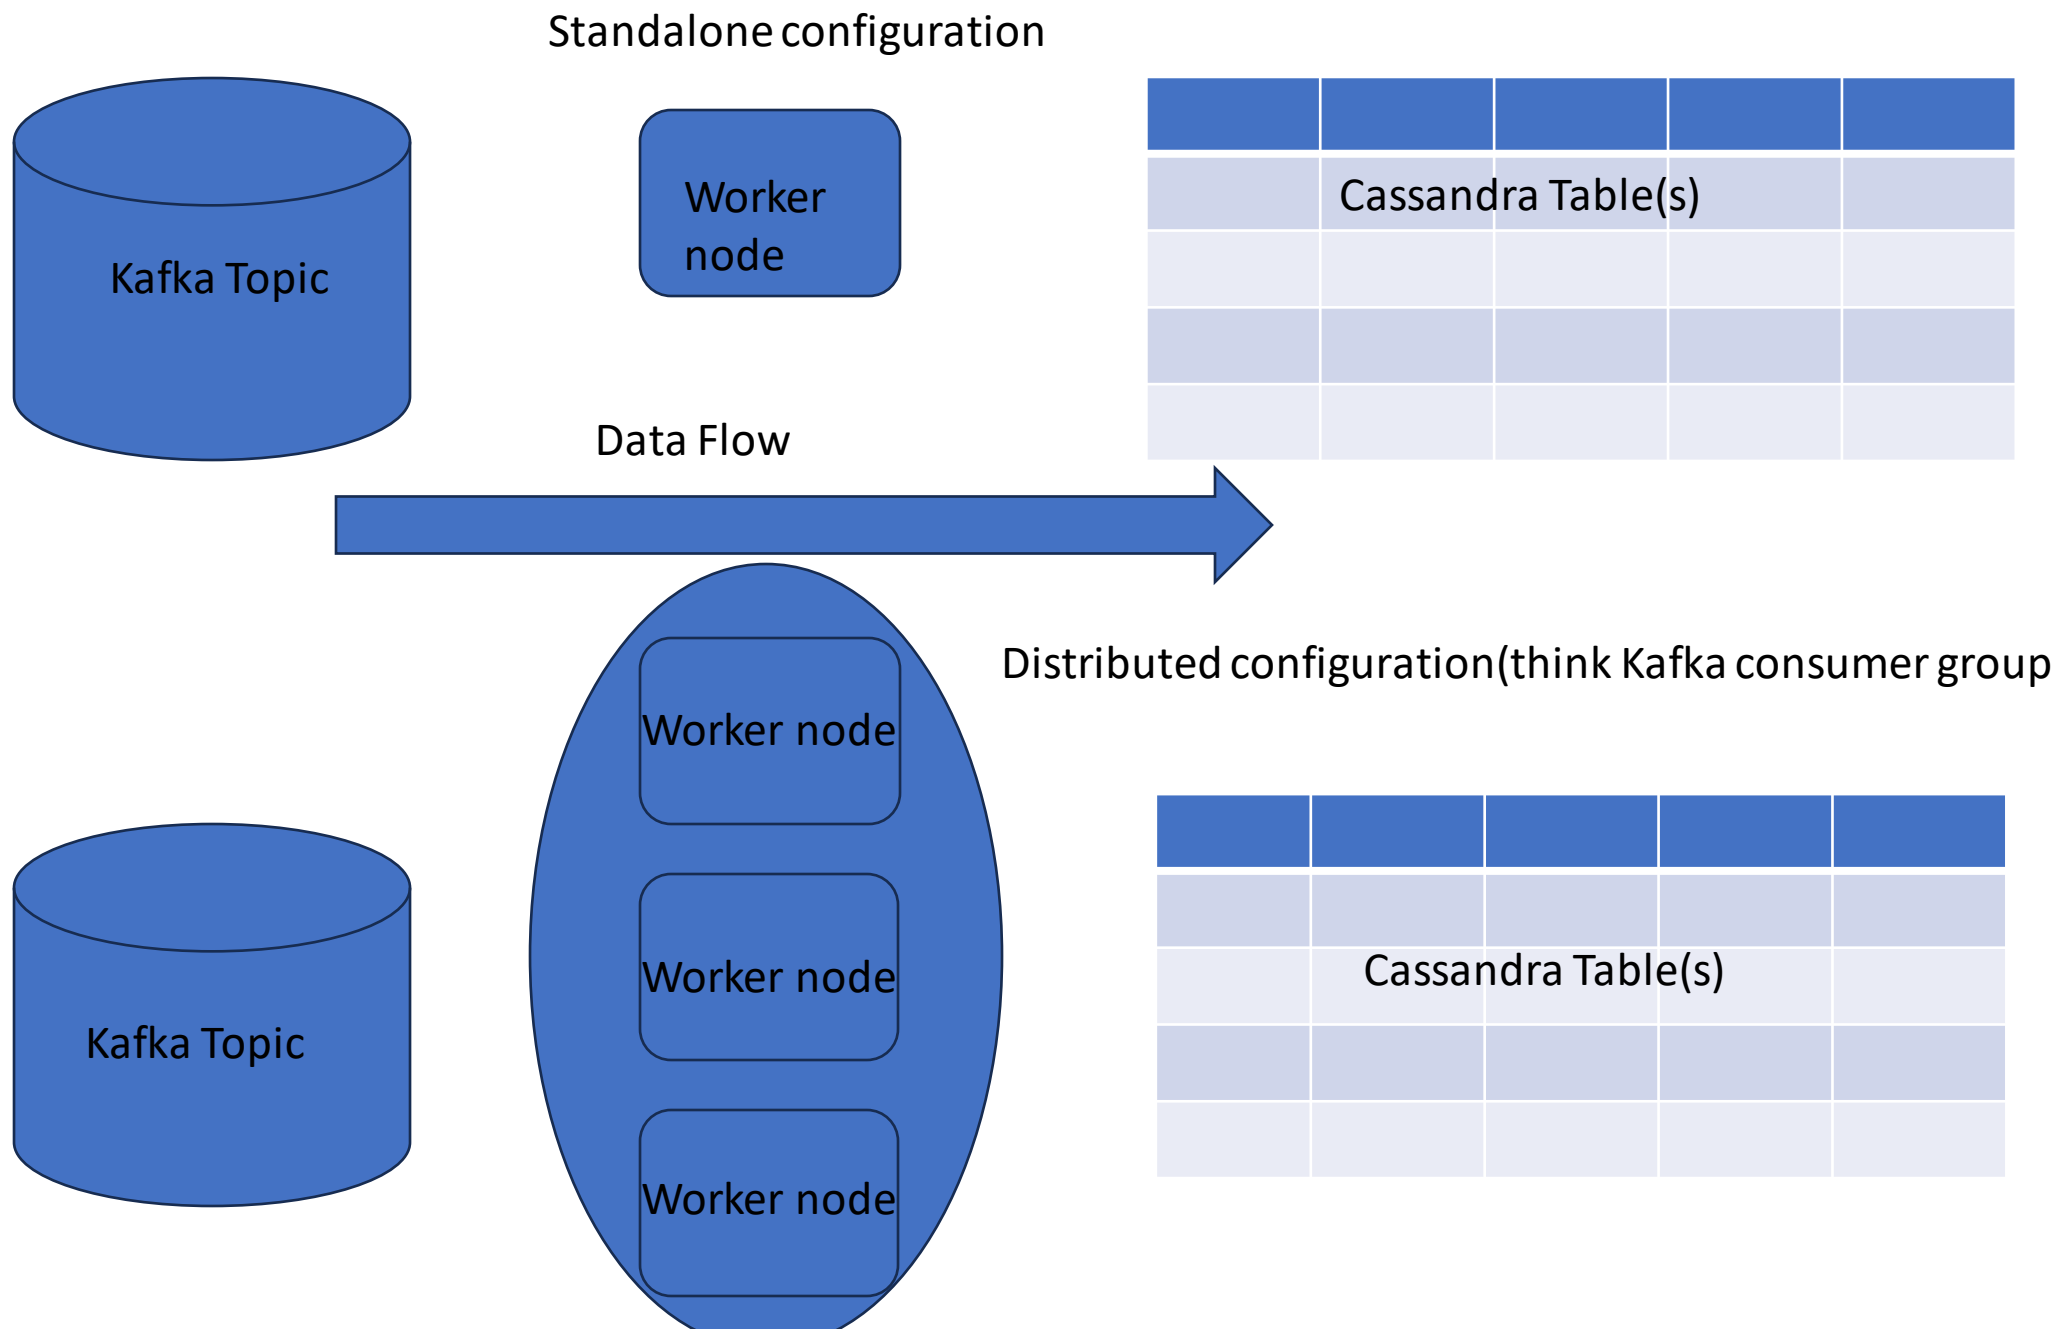 Standalone configuration
Kafka Topic
Worker
node
Cassandra Table(s)
Data Flow
Distributed configuration(think Kafka consumer group
Worker node
Worker node
Worker node
Kafka Topic
Cassandra Table(s)